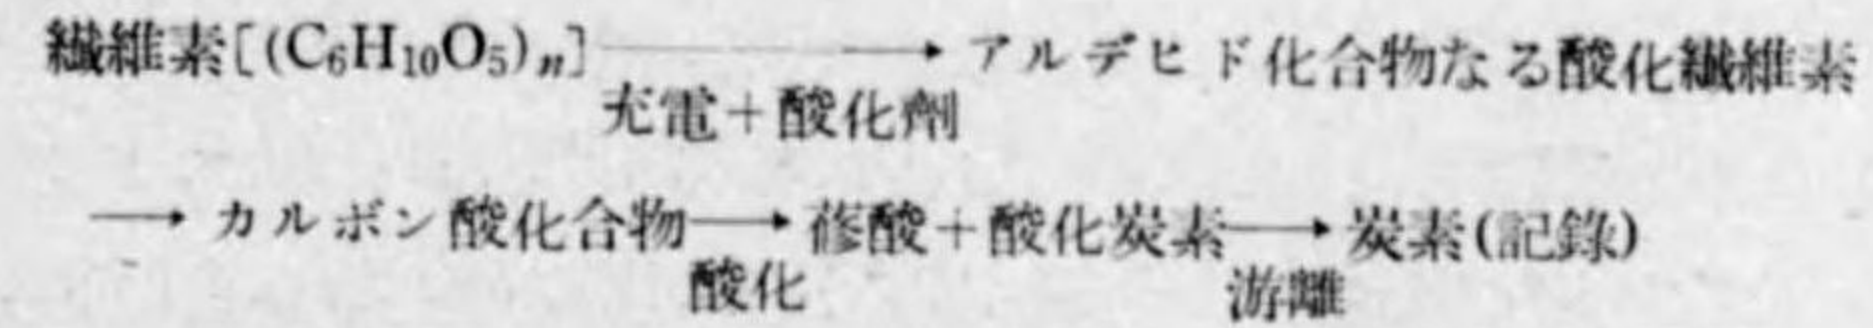 纎維素[(C₆H₁₀O₅)ₙ]⟶アルデヒド化合物なる酸化纎維素
充電+酸化劑
⟶カルボン酸化合物⟶蓚酸+酸化炭素⟶炭素(記錄)
酸化 游離